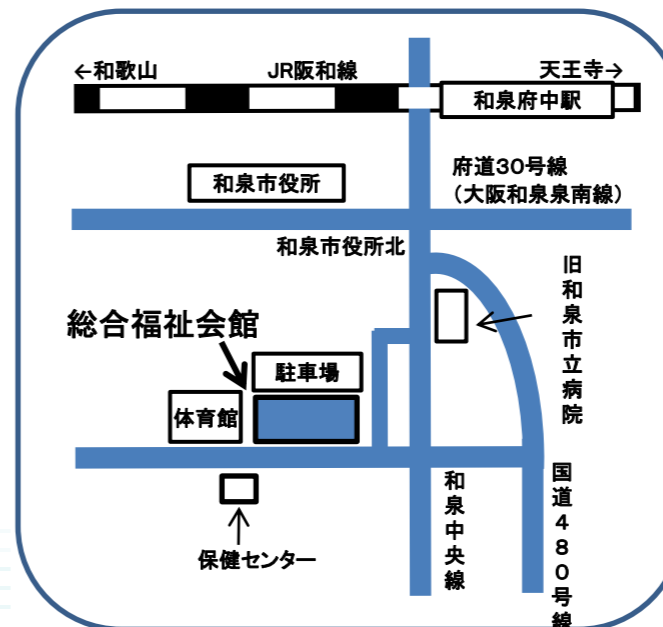 ←和歌山
JR阪和線
天王寺→
和泉府中駅
和泉市役所
府道30号線
(大阪和泉泉南線)
和泉市役所北
旧和泉市立病院
総合福祉会館
駐車場
体育館
保健センター
和泉中央線
国道480号線